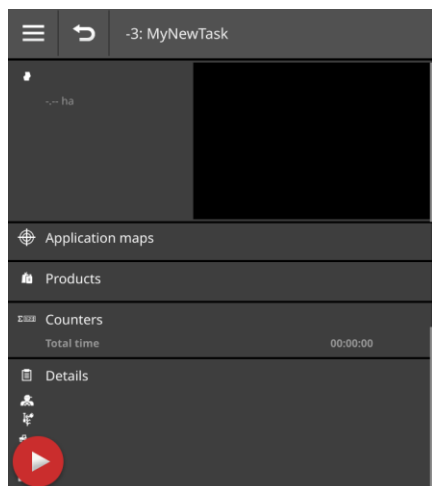 -3: MyNewTask
-.-- ha
Application maps
Products
Counters
Total time 00:00:00
Details